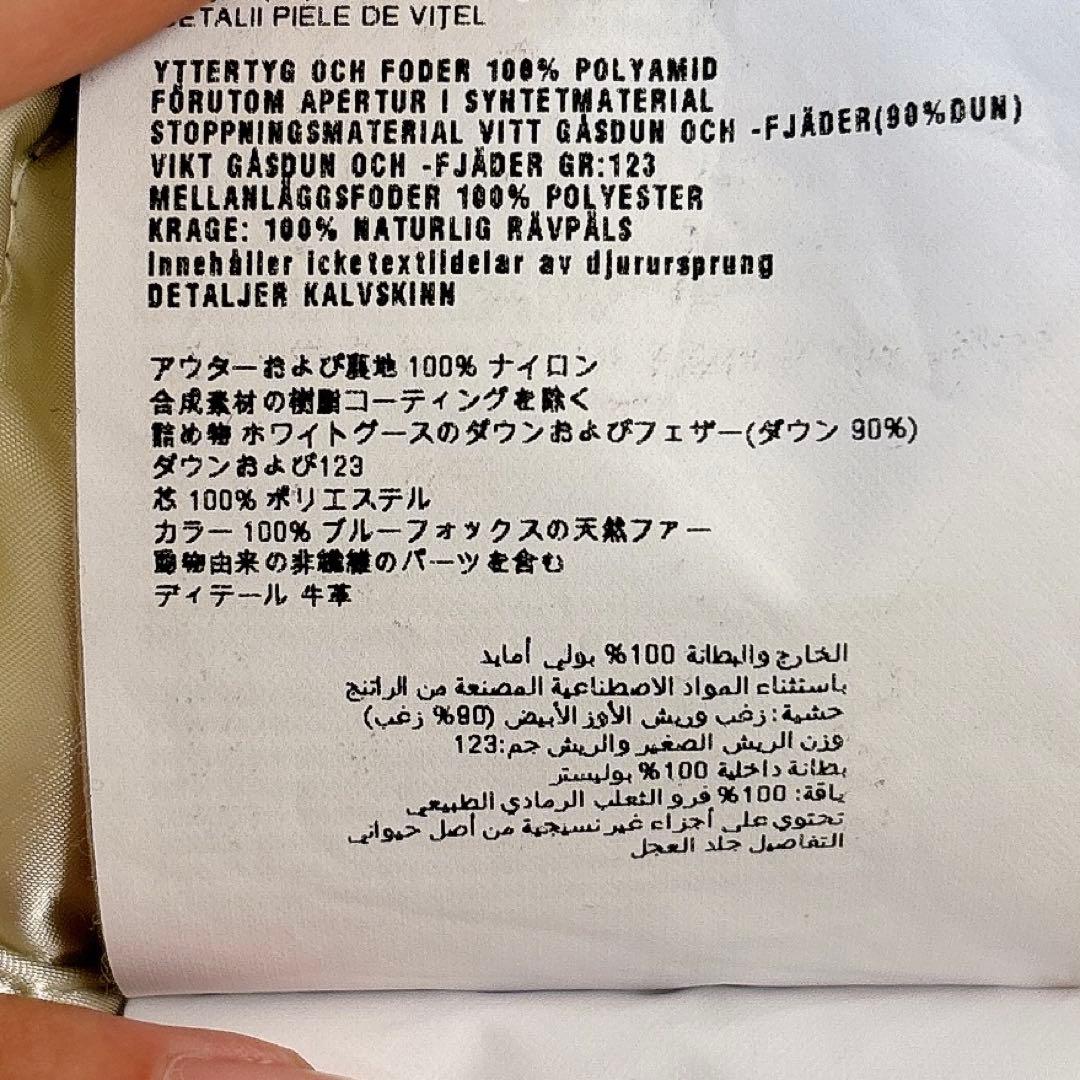 DETALII PIELE DE VIŢEL
YTTERTYG OCH FODER 100% POLYAMID
FÖRUTOM APERTUR I SYNTETMATERIAL
STOPPNINGSMATERIAL VITT GÅSDUN OCH -FJÄDER(90%DUN)
VIKT GÅSDUN OCH -FJÄDER GR:123
MELLANLÄGGSFODER 100% POLYESTER
KRAGE: 100% NATURLIG RÄVPÄLS
Innehåller icketextildelar av djurursprung
DETALJER KALVSKINN
アウターおよび裏地 100% ナイロン
合成素材の樹脂コーティングを除く
詰め物 ホワイトグースのダウンおよびフェザー(ダウン 90%)
ダウンおよび123
芯 100% ポリエステル
カラー 100% ブルーフォックスの天然ファー
動物由来の非繊維のパーツを含む
ディテール 牛革
الخارج والبطانة 100% بولي أمايد
باستثناء المواد الاصطناعية المصنعة من الراتنج
حشية: زغب وريش الأوز الأبيض (90% زغب)
وزن الريش الصغير والريش جم:123
بطانة داخلية 100% بوليستر
ياقة: 100% فرو الثعلب الرمادي الطبيعي
تحتوي على أجزاء غير نسيجية من أصل حيواني
التفاصيل جلد العجل